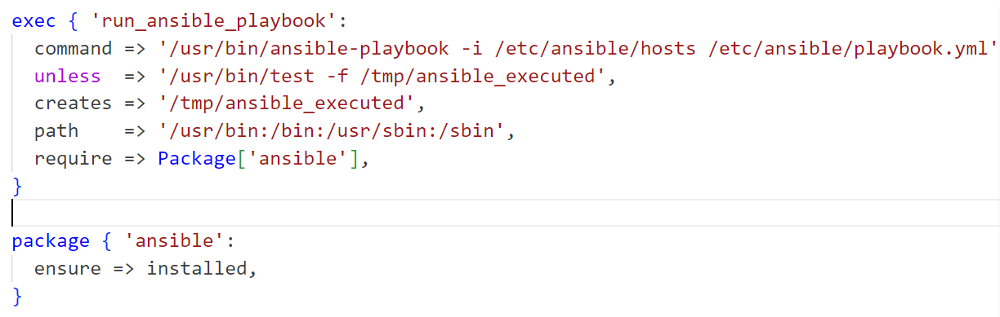 exec { 'run_ansible_playbook':
  command => '/usr/bin/ansible-playbook -i /etc/ansible/hosts /etc/ansible/playbook.yml'
  unless  => '/usr/bin/test -f /tmp/ansible_executed',
  creates => '/tmp/ansible_executed',
  path    => '/usr/bin:/bin:/usr/sbin:/sbin',
  require => Package['ansible'],
}
package { 'ansible':
  ensure => installed,
}